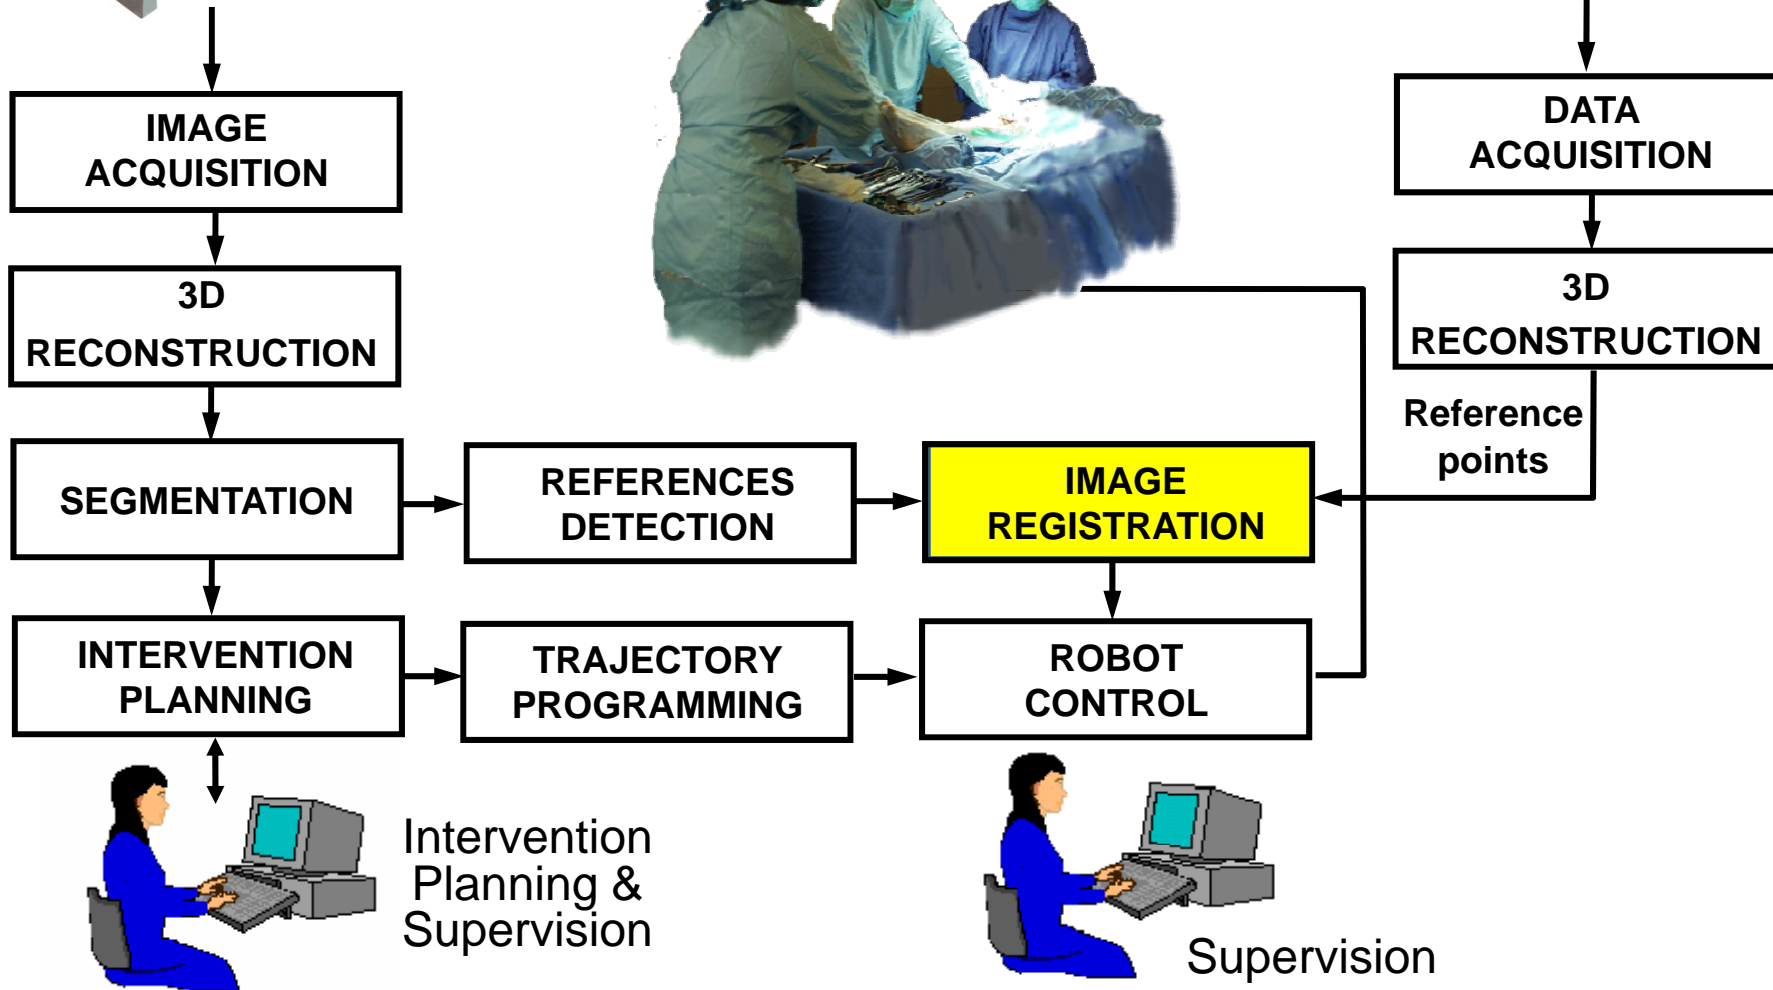 IMAGE
ACQUISITION
DATA
ACQUISITION
3D
RECONSTRUCTION
3D
RECONSTRUCTION
Reference
points
SEGMENTATION
REFERENCES
DETECTION
IMAGE
REGISTRATION
INTERVENTION
PLANNING
TRAJECTORY
PROGRAMMING
ROBOT
CONTROL
Intervention
Planning &
Supervision
Supervision